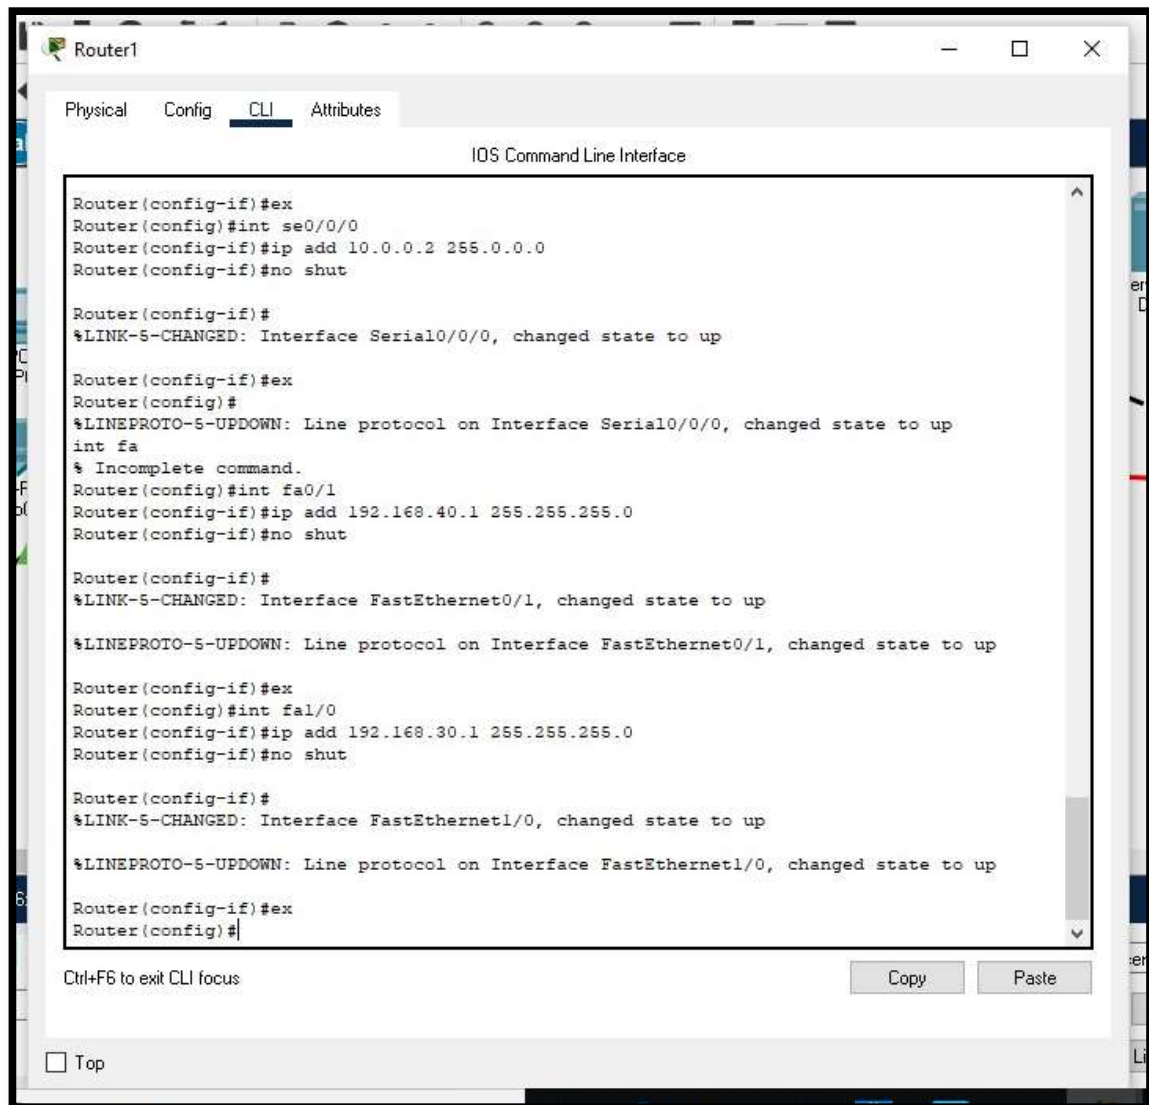 Router1
Physical Config CLI Attributes
IOS Command Line Interface
Router(config-if)#ex
Router(config)#int se0/0/0
Router(config-if)#ip add 10.0.0.2 255.0.0.0
Router(config-if)#no shut
Router(config-if)#
%LINK-5-CHANGED: Interface Serial0/0/0, changed state to up
Router(config-if)#ex
Router(config)#
%LINEPROTO-5-UPDOWN: Line protocol on Interface Serial0/0/0, changed state to up
int fa
% Incomplete command.
Router(config)#int fa0/1
Router(config-if)#ip add 192.168.40.1 255.255.255.0
Router(config-if)#no shut
Router(config-if)#
%LINK-5-CHANGED: Interface FastEthernet0/1, changed state to up
%LINEPROTO-5-UPDOWN: Line protocol on Interface FastEthernet0/1, changed state to up
Router(config-if)#ex
Router(config)#int fa1/0
Router(config-if)#ip add 192.168.30.1 255.255.255.0
Router(config-if)#no shut
Router(config-if)#
%LINK-5-CHANGED: Interface FastEthernet1/0, changed state to up
%LINEPROTO-5-UPDOWN: Line protocol on Interface FastEthernet1/0, changed state to up
Router(config-if)#ex
Router(config)#
Ctrl+F6 to exit CLI focus
Copy Paste
Top